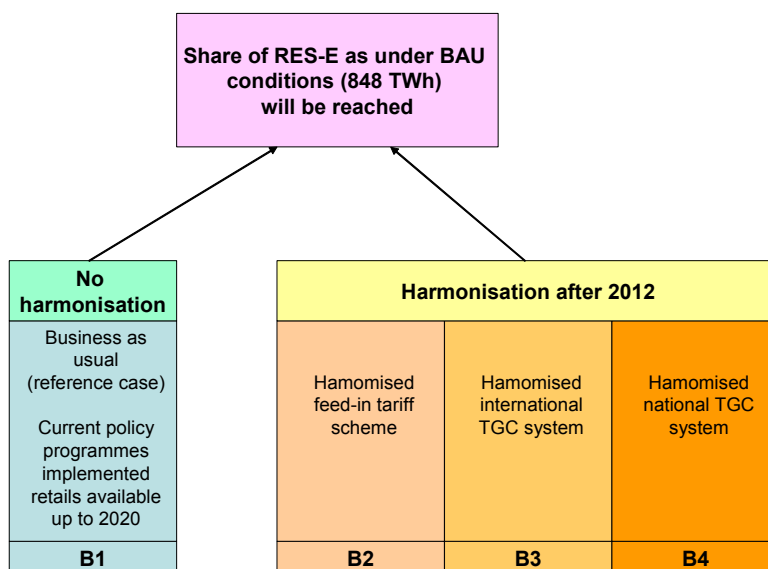 Share of RES-E as under BAU
conditions (848 TWh)
will be reached
No
harmonisation
Business as
usual
(reference case)
Current policy
programmes
implemented
retails available
up to 2020
B1
Harmonisation after 2012
Hamomised
feed-in tariff
scheme
B2
Hamomised
international
TGC system
B3
Hamomised
national TGC
system
B4